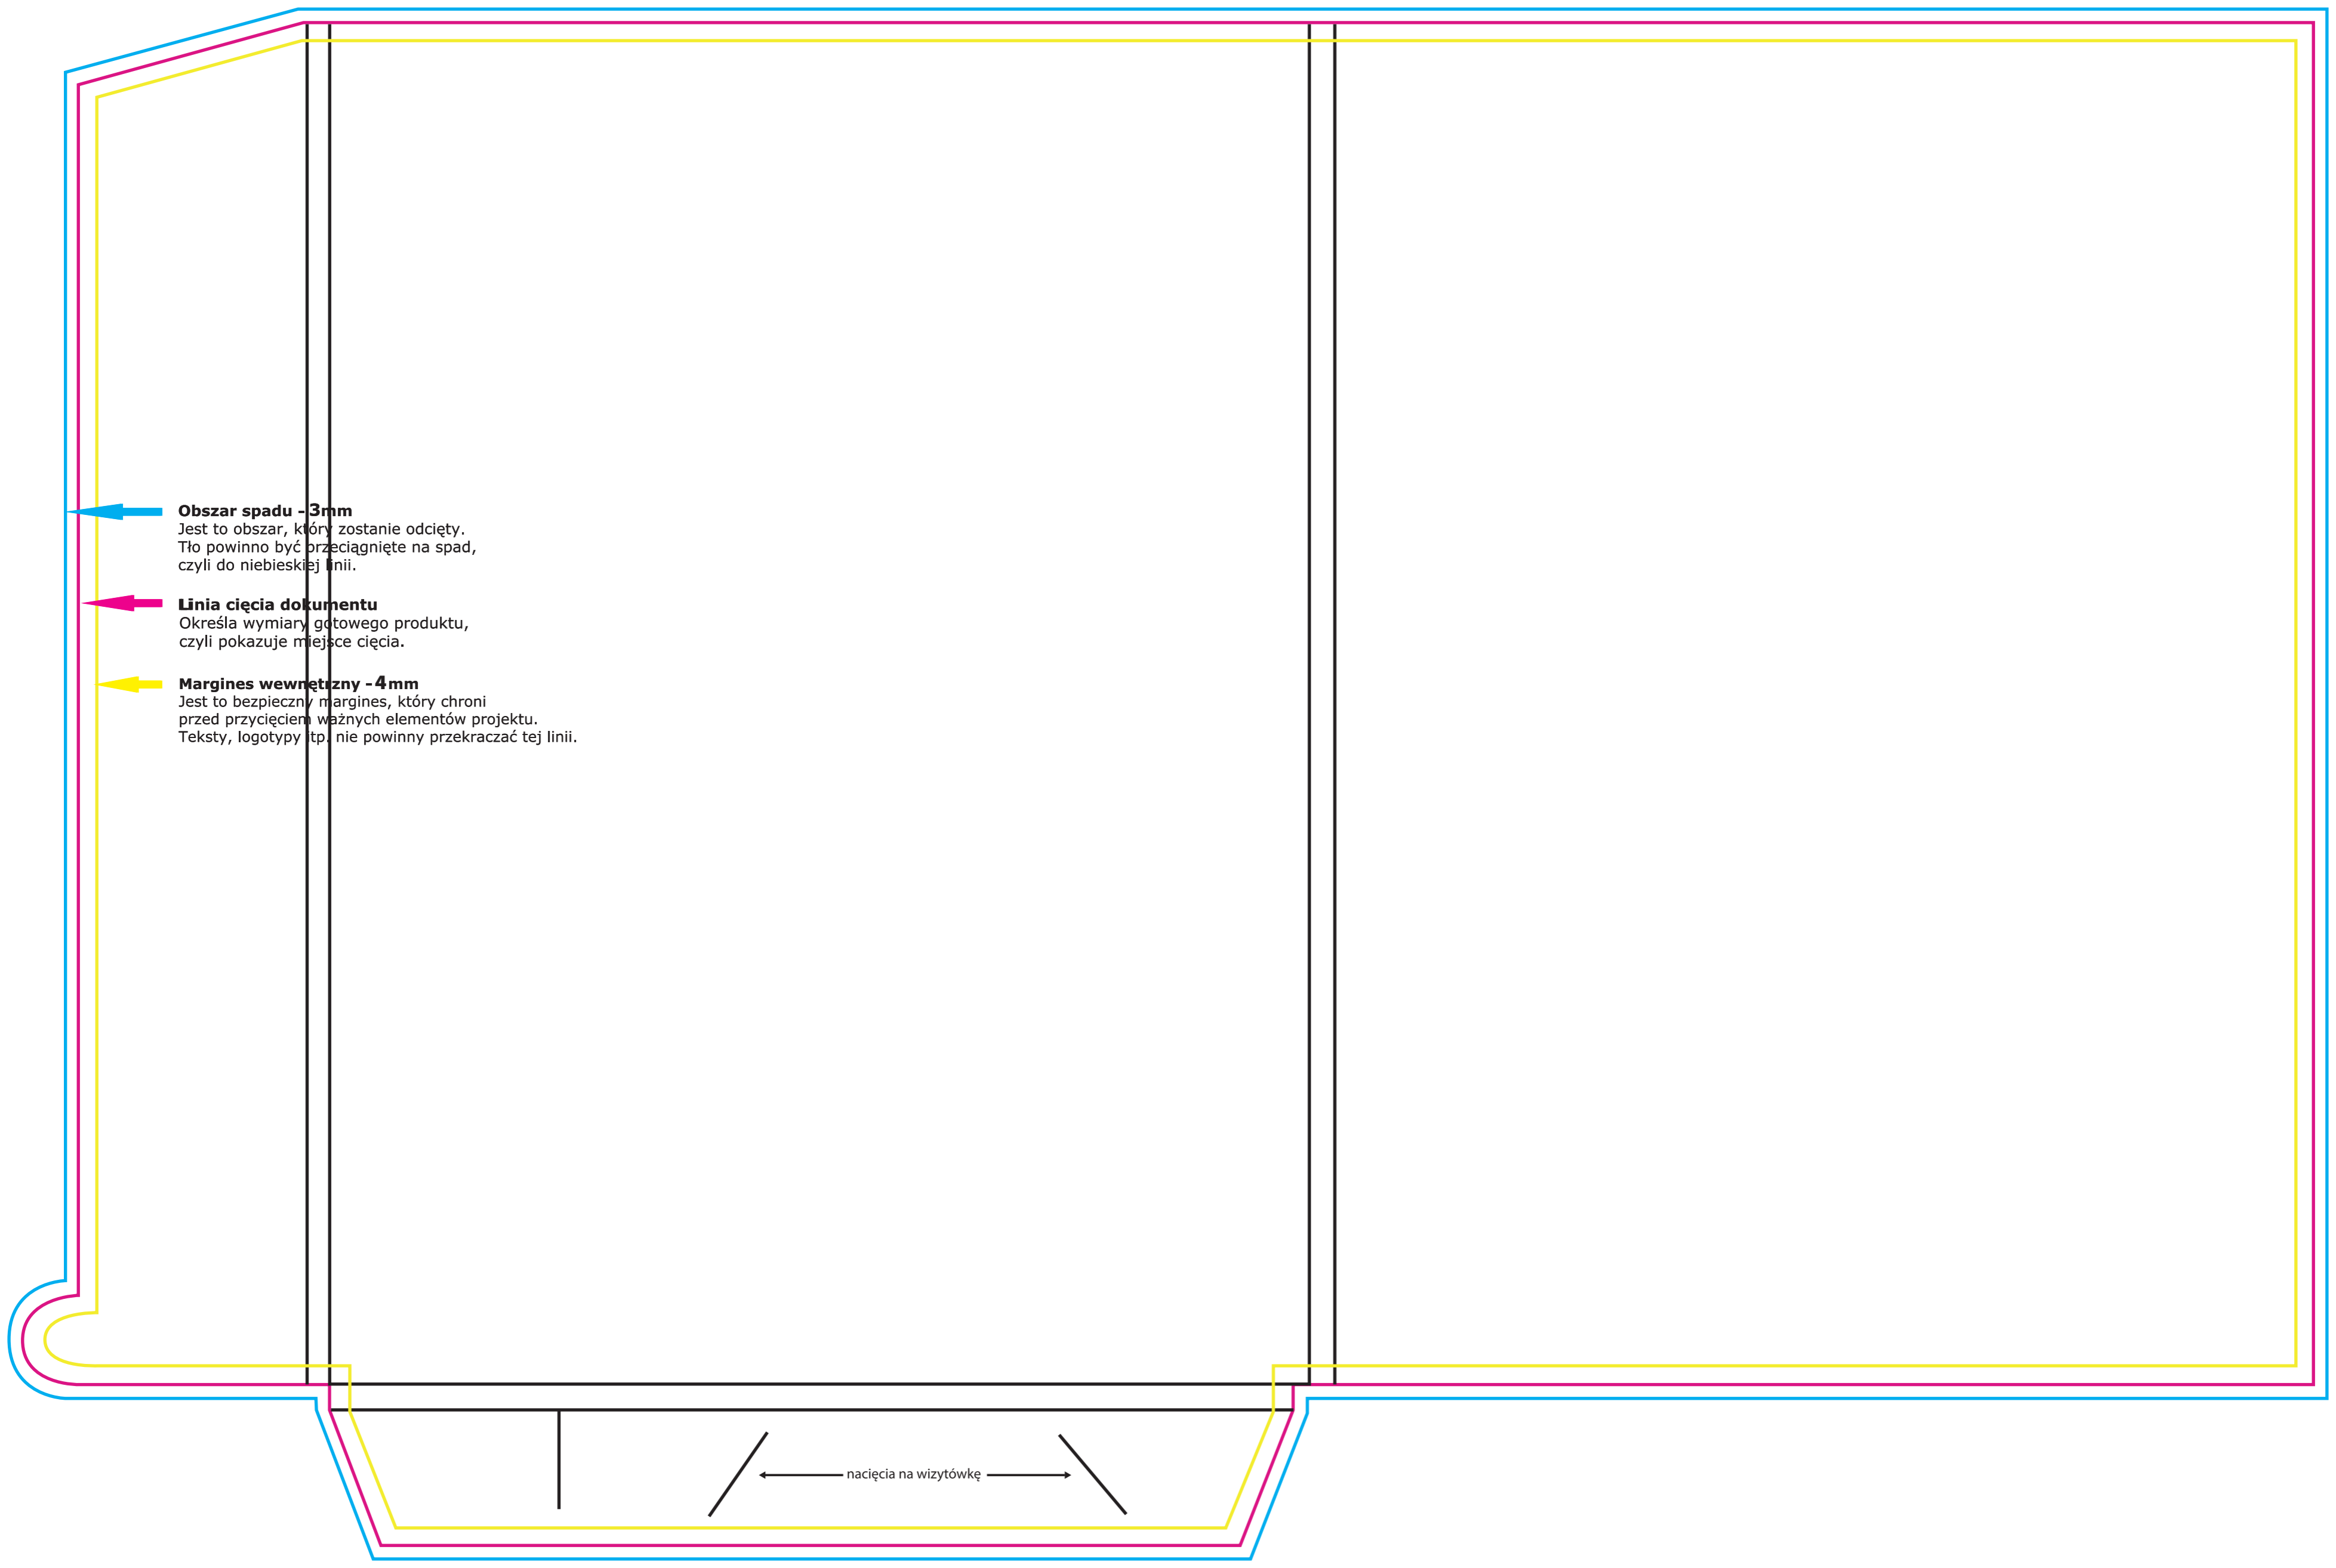 Obszar spadu - 3mm
Jest to obszar, który zostanie odcięty.
Tło powinno być przeciągnięte na spad,
czyli do niebieskiej linii.
Linia cięcia dokumentu
Określa wymiary gotowego produktu,
czyli pokazuje miejsce cięcia.
Margines wewnętrzny - 4mm
Jest to bezpieczny margines, który chroni
przed przycięciem ważnych elementów projektu.
Teksty, logotypy itp. nie powinny przekraczać tej linii.
nacięcia na wizytówkę